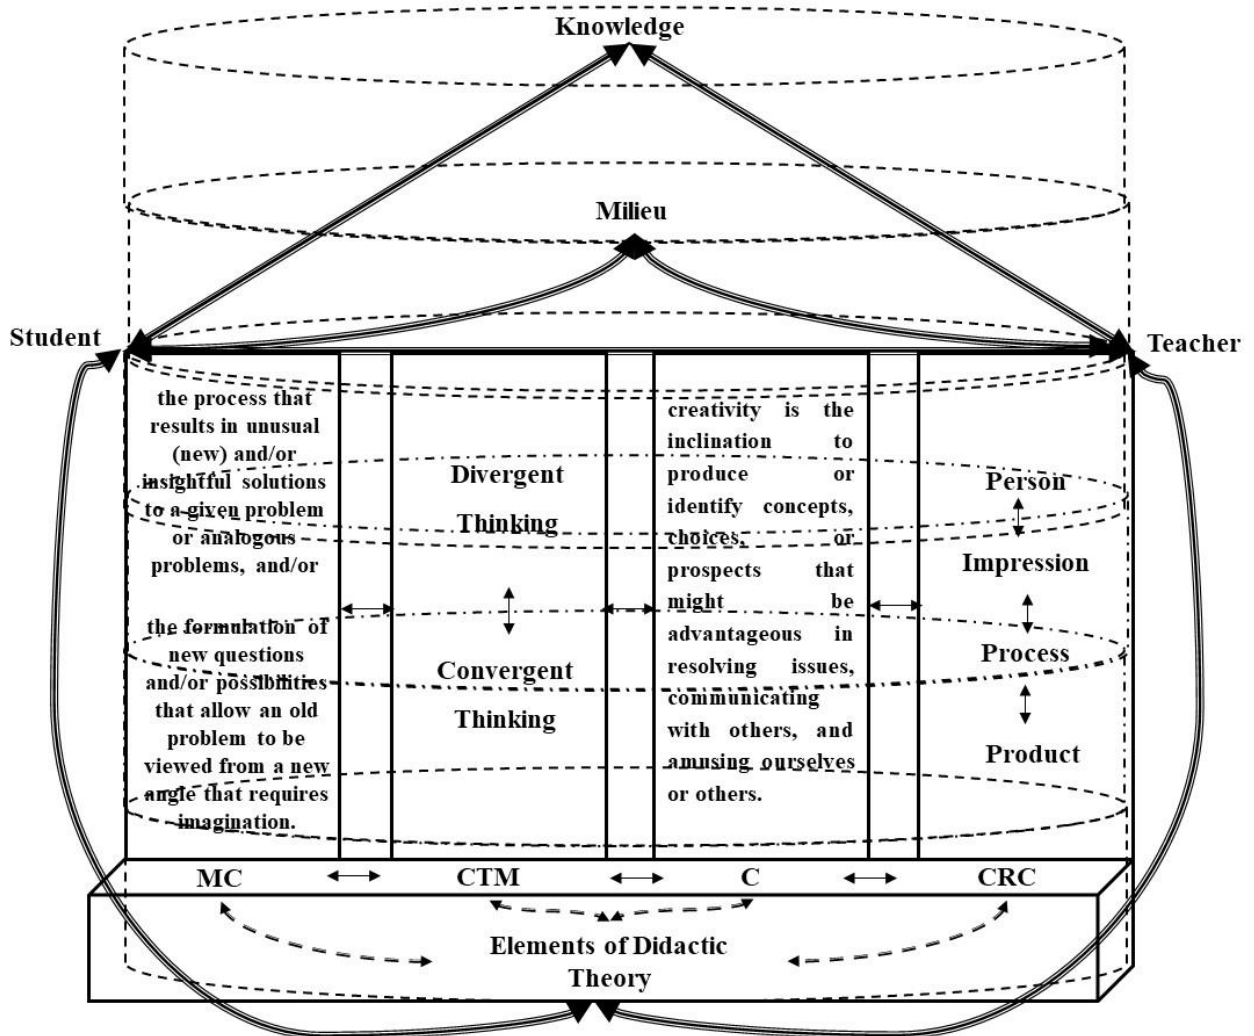 Knowledge
Milieu
Student
Teacher
the process that
results in unusual
(new) and/or
insightful solutions
to a given problem
or analogous
problems, and/or
the formulation of
new questions
and/or possibilities
that allow an old
problem to be
viewed from a new
angle that requires
imagination.
Divergent
Thinking
Convergent
Thinking
creativity is the
inclination to
produce or
identify concepts,
choices, or
prospects that
might be
advantageous in
resolving issues,
communicating
with others, and
amusing ourselves
or others.
Person
Impression
Process
Product
MC
CTM
C
CRC
Elements of Didactic
Theory